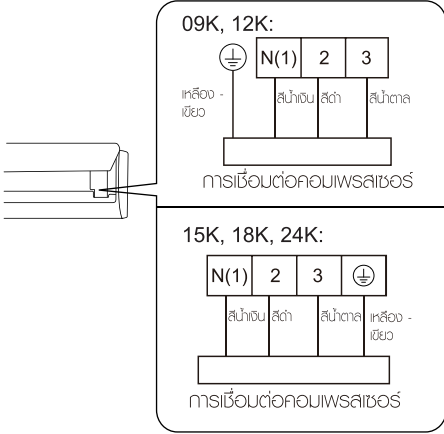 09K, 12K:
N(1) 2 3
เหลือง -
เขียว
สีน้ำเงิน สีดำ สีน้ำตาล
การเชื่อมต่อคอมเพรสเซอร์
15K, 18K, 24K:
N(1) 2 3
สีน้ำเงิน สีดำ สีน้ำตาล เหลือง -
เขียว
การเชื่อมต่อคอมเพรสเซอร์